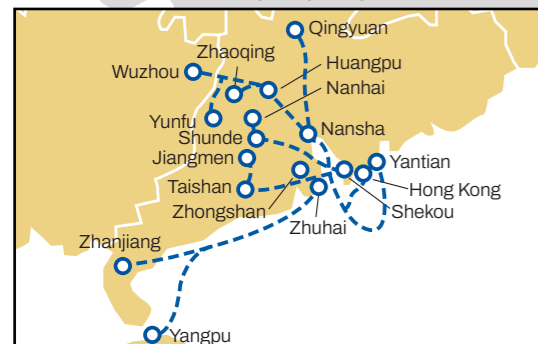 Qingyuan
Zhaoqing
Huangpu
Wuzhou
Nanhai
Yunfu
Nansha
Shunde
Jiangmen
Yantian
Taishan
Hong Kong
Zhongshan
Shekou
Zhuhai
Zhanjiang
Yangpu